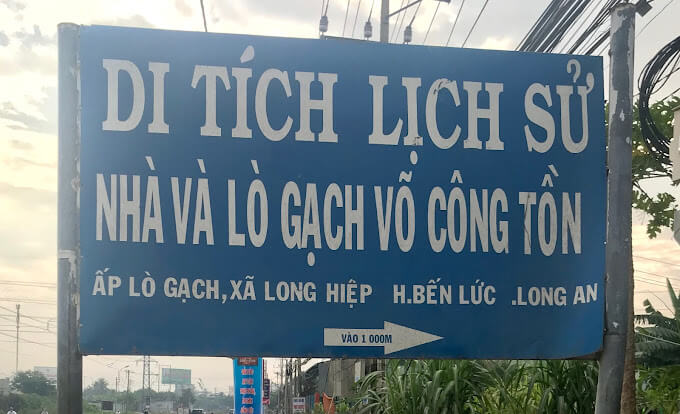 DI TÍCH LỊCH SỬ
NHÀ VÀ LÒ GẠCH VÕ CÔNG TỒN
ẤP LÒ GẠCH,XÃ LONG HIỆP H.BẾN LỨC .LONG AN
VÀO 1 000M